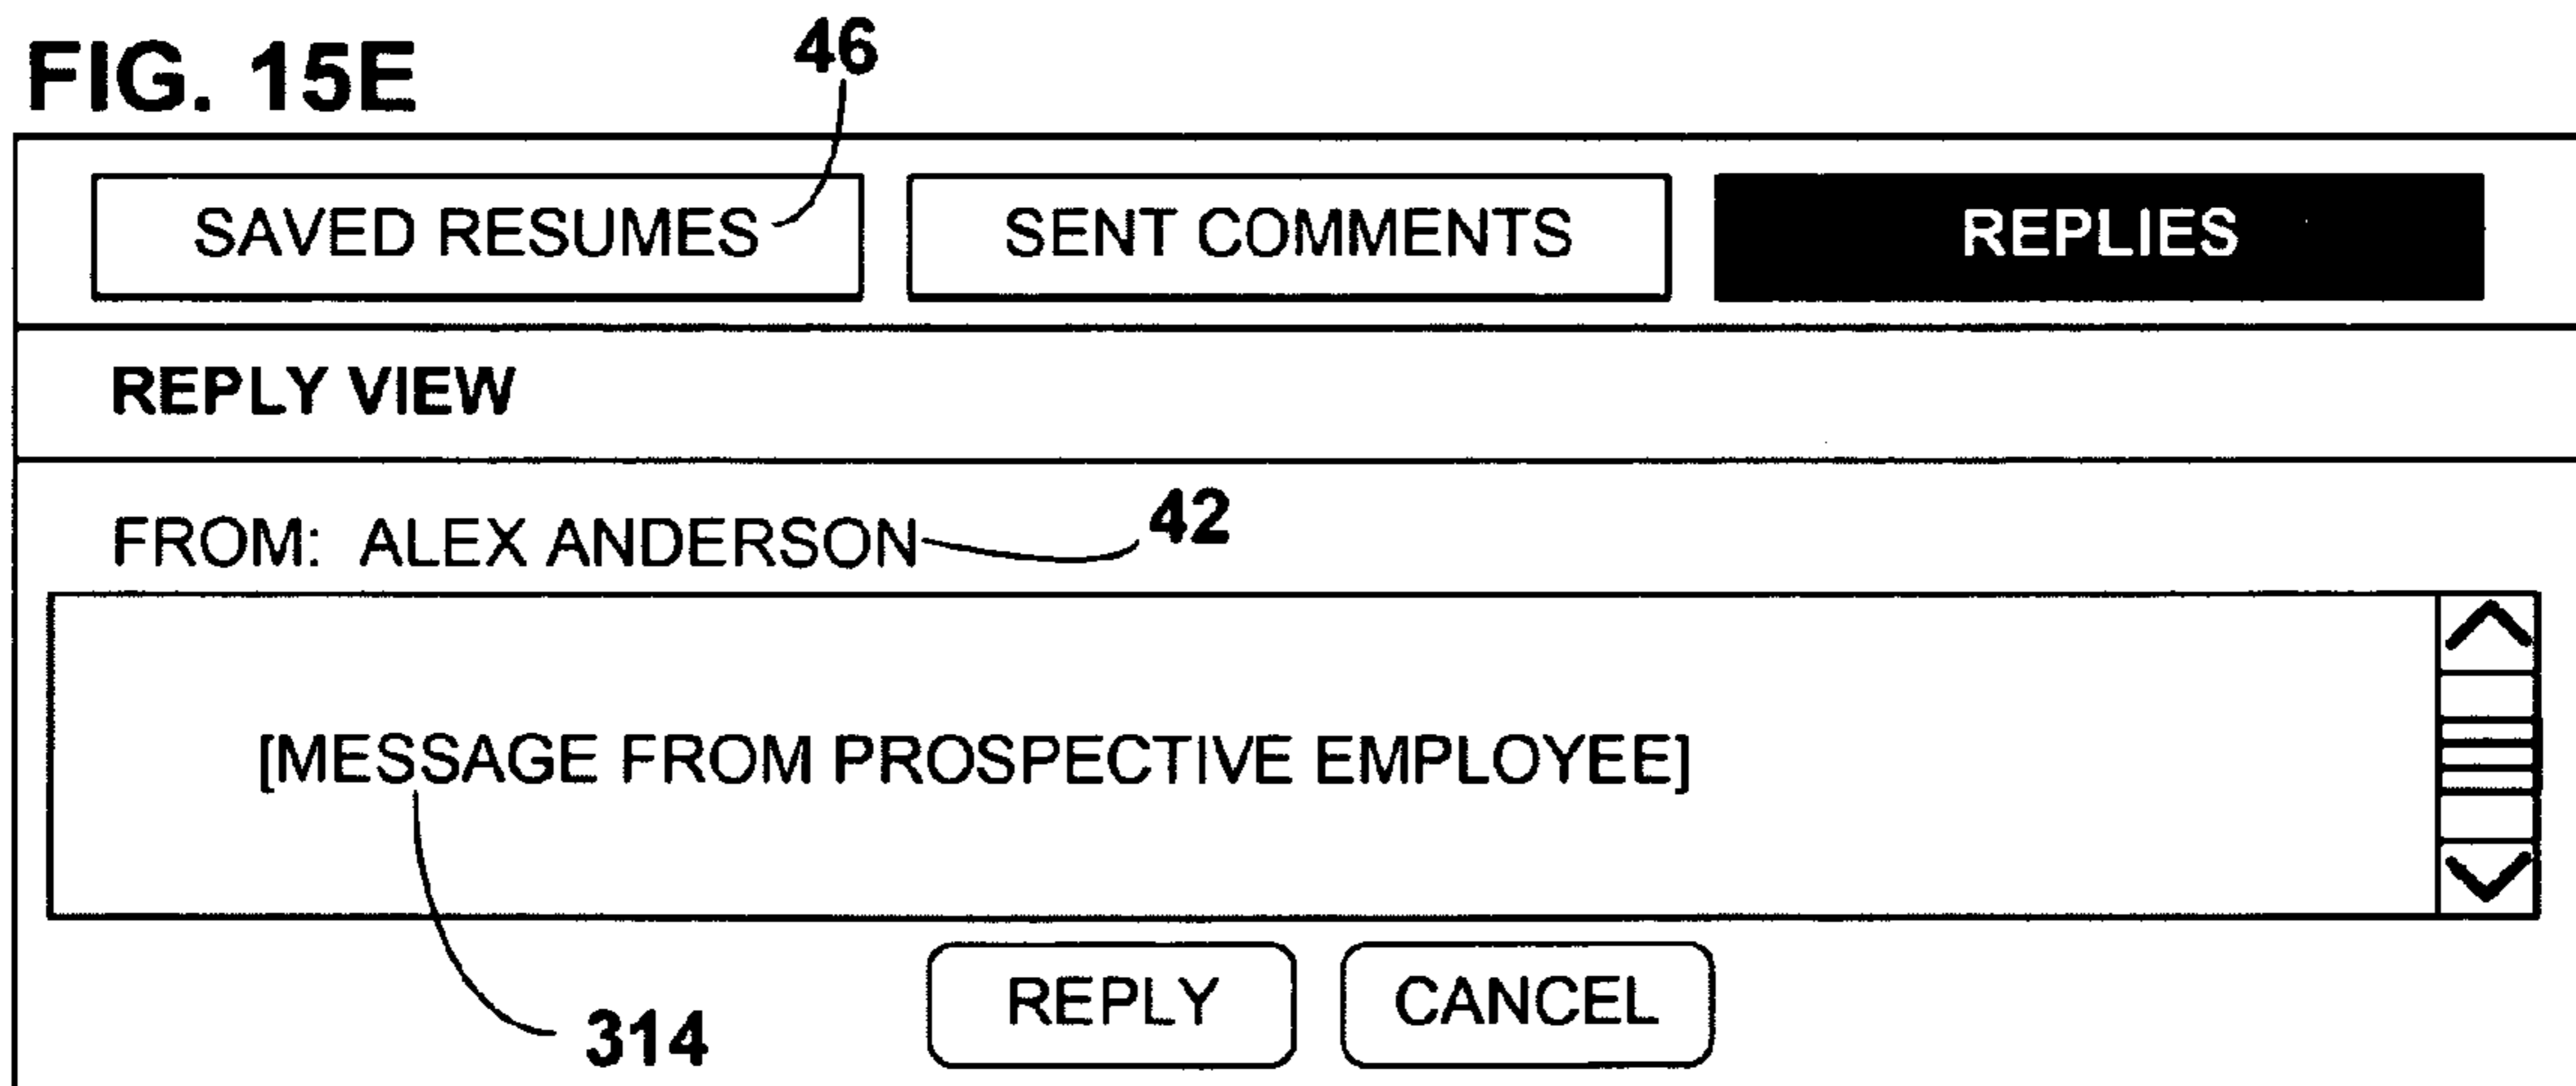 FIG. 15E
46
SAVED RESUMES SENT COMMENTS REPLIES
REPLY VIEW
FROM: ALEX ANDERSON 42
[MESSAGE FROM PROSPECTIVE EMPLOYEE]
REPLY CANCEL
314